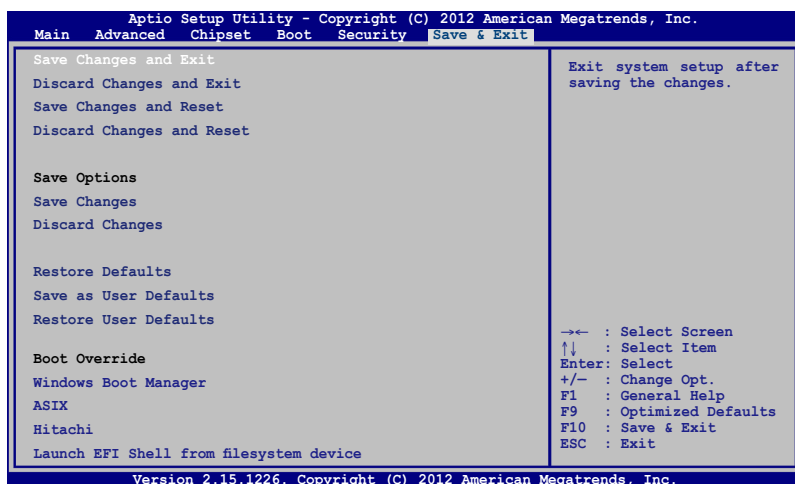 Aptio Setup Utility - Copyright (C) 2012 American Megatrends, Inc.
Main Advanced Chipset Boot Security Save & Exit
Save Changes and Exit
Discard Changes and Exit
Save Changes and Reset
Discard Changes and Reset
Save Options
Save Changes
Discard Changes
Restore Defaults
Save as User Defaults
Restore User Defaults
Boot Override
Windows Boot Manager
ASIX
Hitachi
Launch EFI Shell from filesystem device
Exit system setup after
saving the changes.
→← : Select Screen
↑↓ : Select Item
Enter: Select
+/— : Change Opt.
F1 : General Help
F9 : Optimized Defaults
F10 : Save & Exit
ESC : Exit
Version 2.15.1226. Copyright (C) 2012 American Megatrends, Inc.